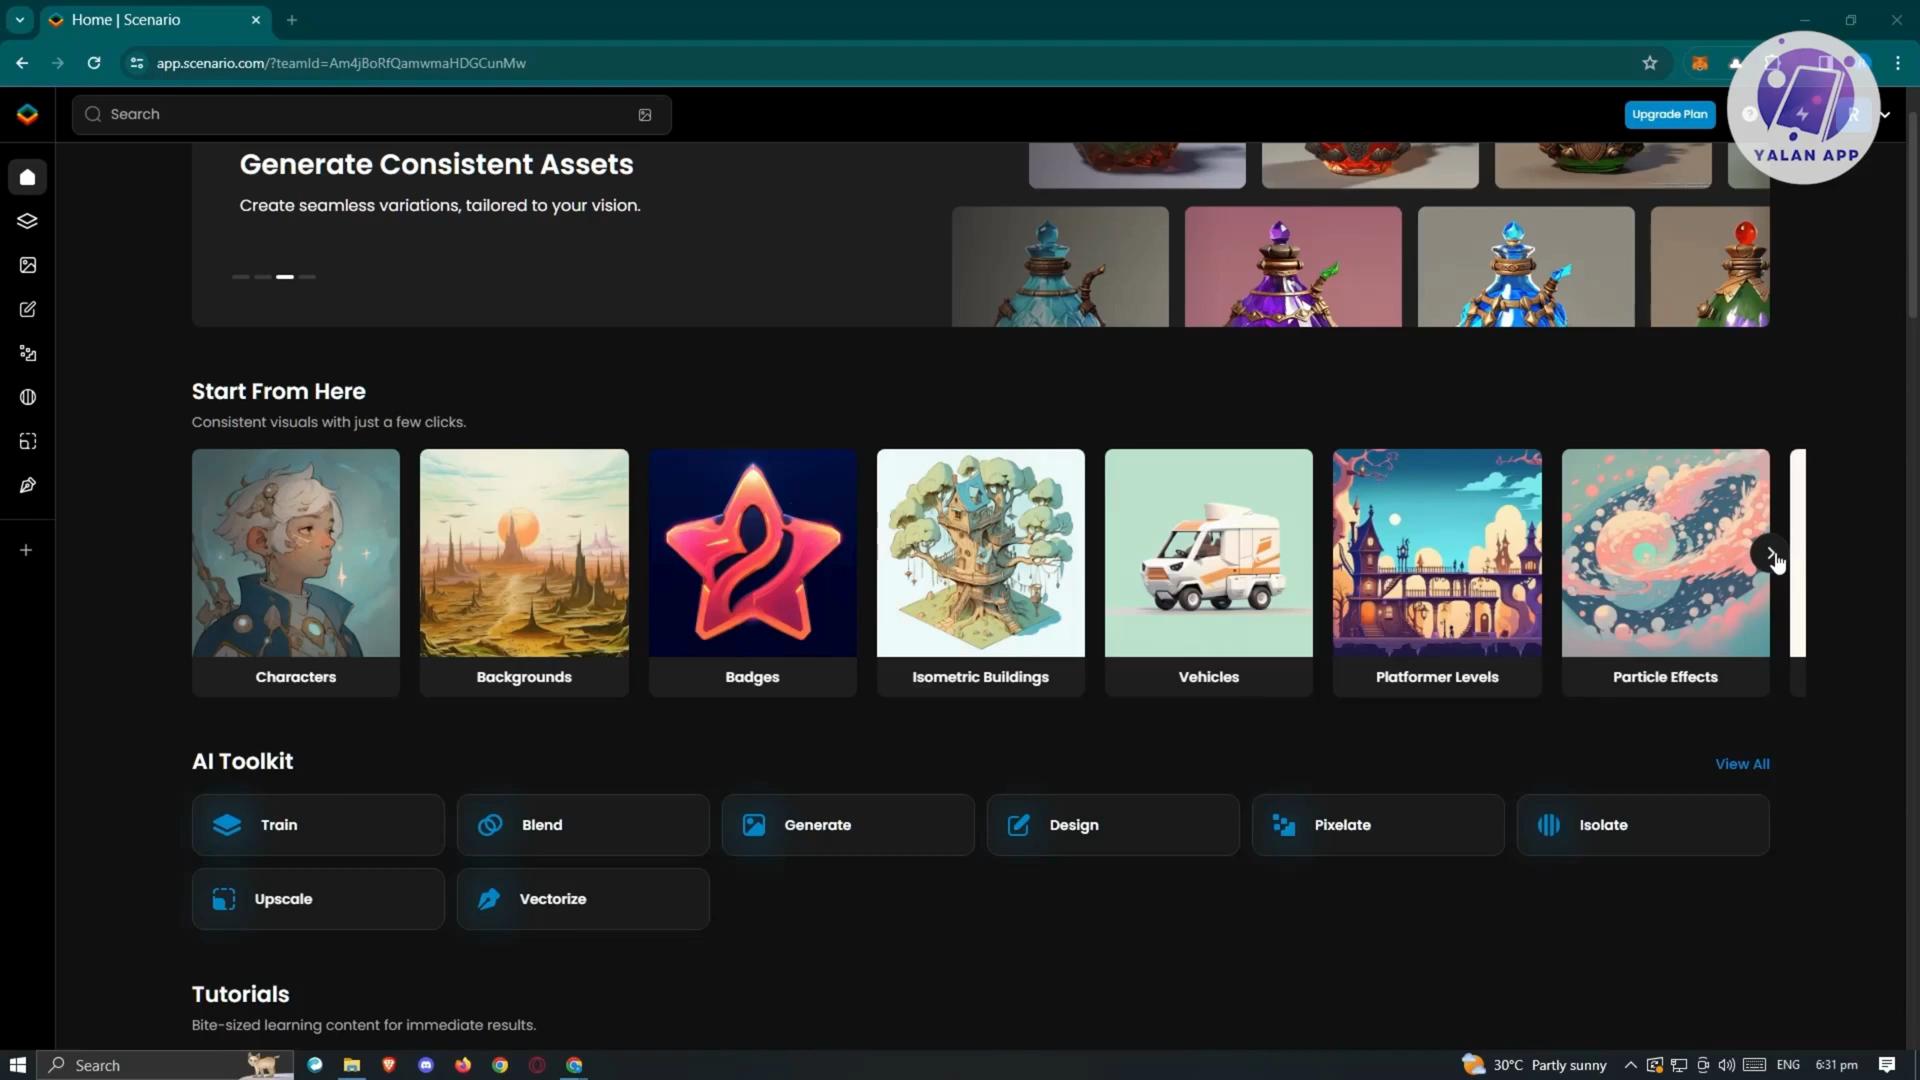 Home | Scenario
app.scenario.com/?teamId=Am4jBoRfQamwmaHDGCunMw
Search
Upgrade Plan
R
YALAN APP
Generate Consistent Assets
Create seamless variations, tailored to your vision.
Start From Here
Consistent visuals with just a few clicks.
Characters
Backgrounds
Badges
Isometric Buildings
Vehicles
Platformer Levels
Particle Effects
AI Toolkit
View All
Train
Blend
Generate
Design
Pixelate
Isolate
Upscale
Vectorize
Tutorials
Bite-sized learning content for immediate results.
Search
30°C Partly sunny
ENG
6:31 pm